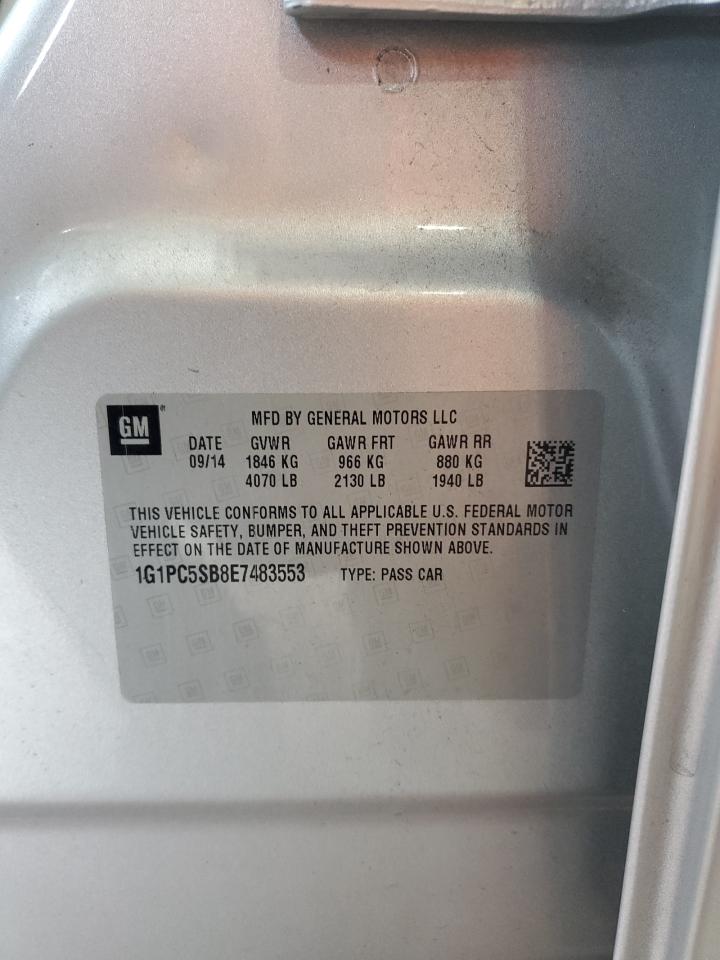 GM
MFD BY GENERAL MOTORS LLC
DATE GVWR GAWR FRT GAWR RR
09/14 1846 KG 966 KG 880 KG
4070 LB 2130 LB 1940 LB
THIS VEHICLE CONFORMS TO ALL APPLICABLE U.S. FEDERAL MOTOR
VEHICLE SAFETY, BUMPER, AND THEFT PREVENTION STANDARDS IN
EFFECT ON THE DATE OF MANUFACTURE SHOWN ABOVE.
1G1PC5SB8E7483553 TYPE: PASS CAR